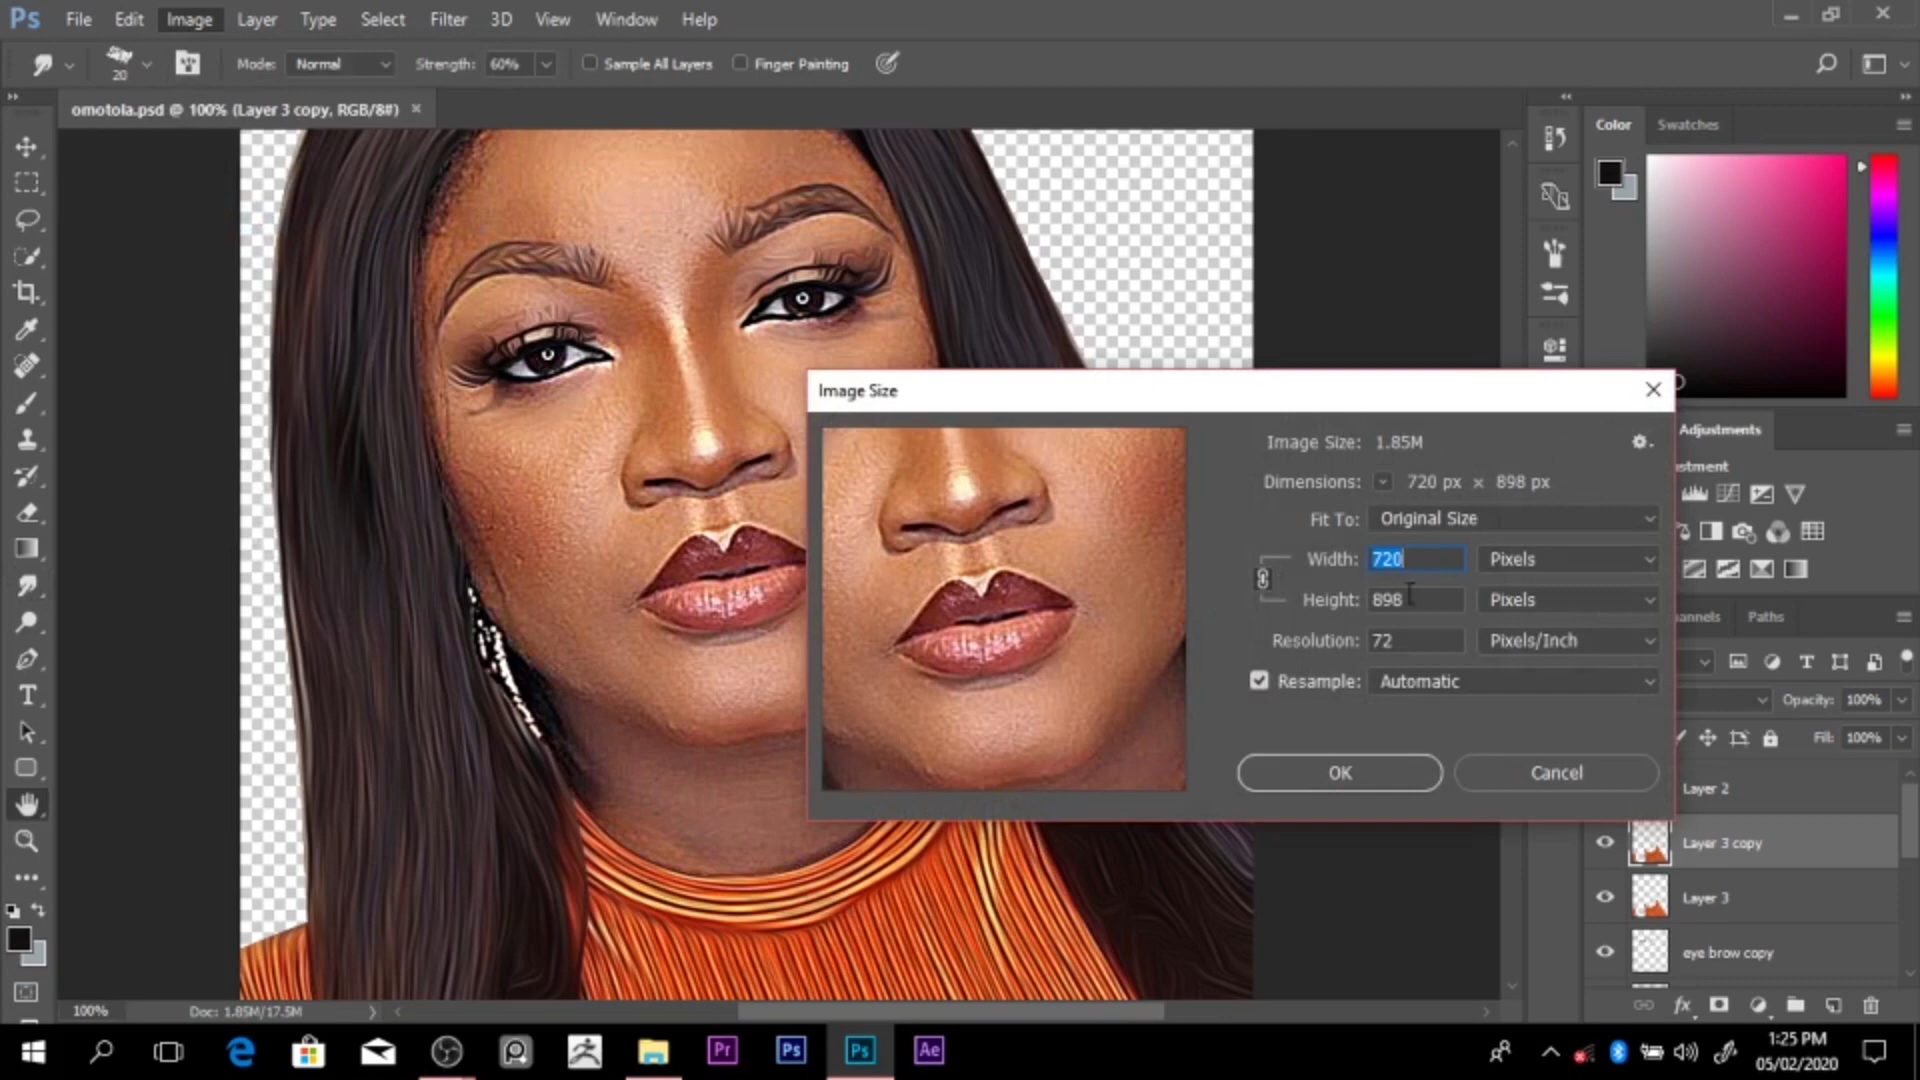 Ps File Edit Image Layer Type Select Filter 3D View Window Help
20 Mode: Normal Strength: 60% Sample All Layers Finger Painting
omotola.psd @ 100% (Layer 3 copy, RGB/8#) ×
Color Swatches
Image Size
Image Size: 1.85M
Dimensions: 720 px × 898 px
Fit To: Original Size
Width: 720 Pixels
Height: 898 Pixels
Resolution: 72 Pixels/Inch
Resample: Automatic
OK Cancel
Adjustments
stment
annels Paths
T
Opacity: 100%
Fill: 100%
Layer 2
Layer 3 copy
Layer 3
eye brow copy
fx
100% Doc: 1.85M/17.5M
Pr Ps Ps Ae
1:25 PM
05/02/2020